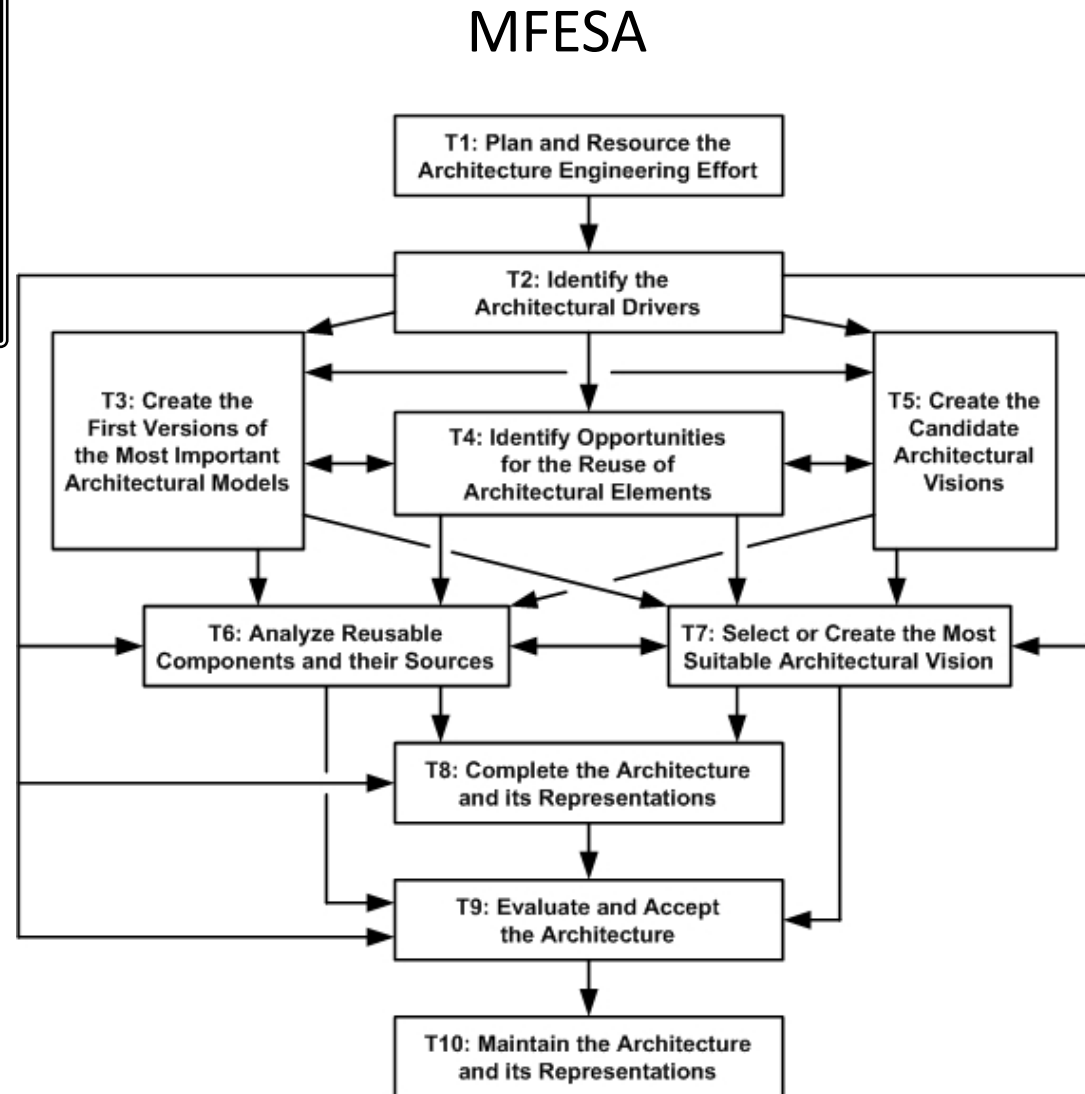 MFESA
T1: Plan and Resource the
Architecture Engineering Effort
T2: Identify the
Architectural Drivers
T3: Create the
First Versions of
the Most Important
Architectural Models
T4: Identify Opportunities
for the Reuse of
Architectural Elements
T5: Create the
Candidate
Architectural
Visions
T6: Analyze Reusable
Components and their Sources
T7: Select or Create the Most
Suitable Architectural Vision
T8: Complete the Architecture
and its Representations
T9: Evaluate and Accept
the Architecture
T10: Maintain the Architecture
and its Representations